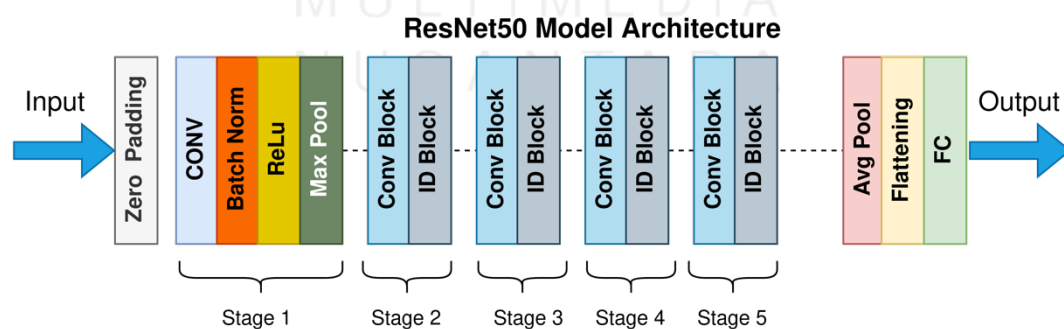 MULTIMEDIA
NUSANTARA
ResNet50 Model Architecture
Input
Zero Padding
CONV
Batch Norm
ReLu
Max Pool
Conv Block
ID Block
Conv Block
ID Block
Conv Block
ID Block
Conv Block
ID Block
Avg Pool
Flattening
FC
Output
Stage 1
Stage 2
Stage 3
Stage 4
Stage 5